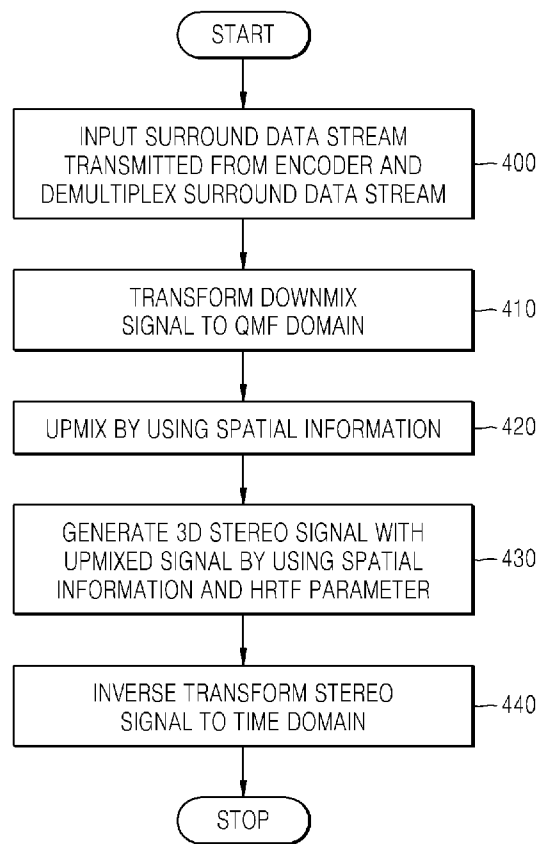 START
INPUT SURROUND DATA STREAM
TRANSMITTED FROM ENCODER AND
DEMULTIPLEX SURROUND DATA STREAM
400
TRANSFORM DOWNMIX
SIGNAL TO QMF DOMAIN
410
UPMIX BY USING SPATIAL INFORMATION
420
GENERATE 3D STEREO SIGNAL WITH
UPMIXED SIGNAL BY USING SPATIAL
INFORMATION AND HRTF PARAMETER
430
INVERSE TRANSFORM STEREO
SIGNAL TO TIME DOMAIN
440
STOP